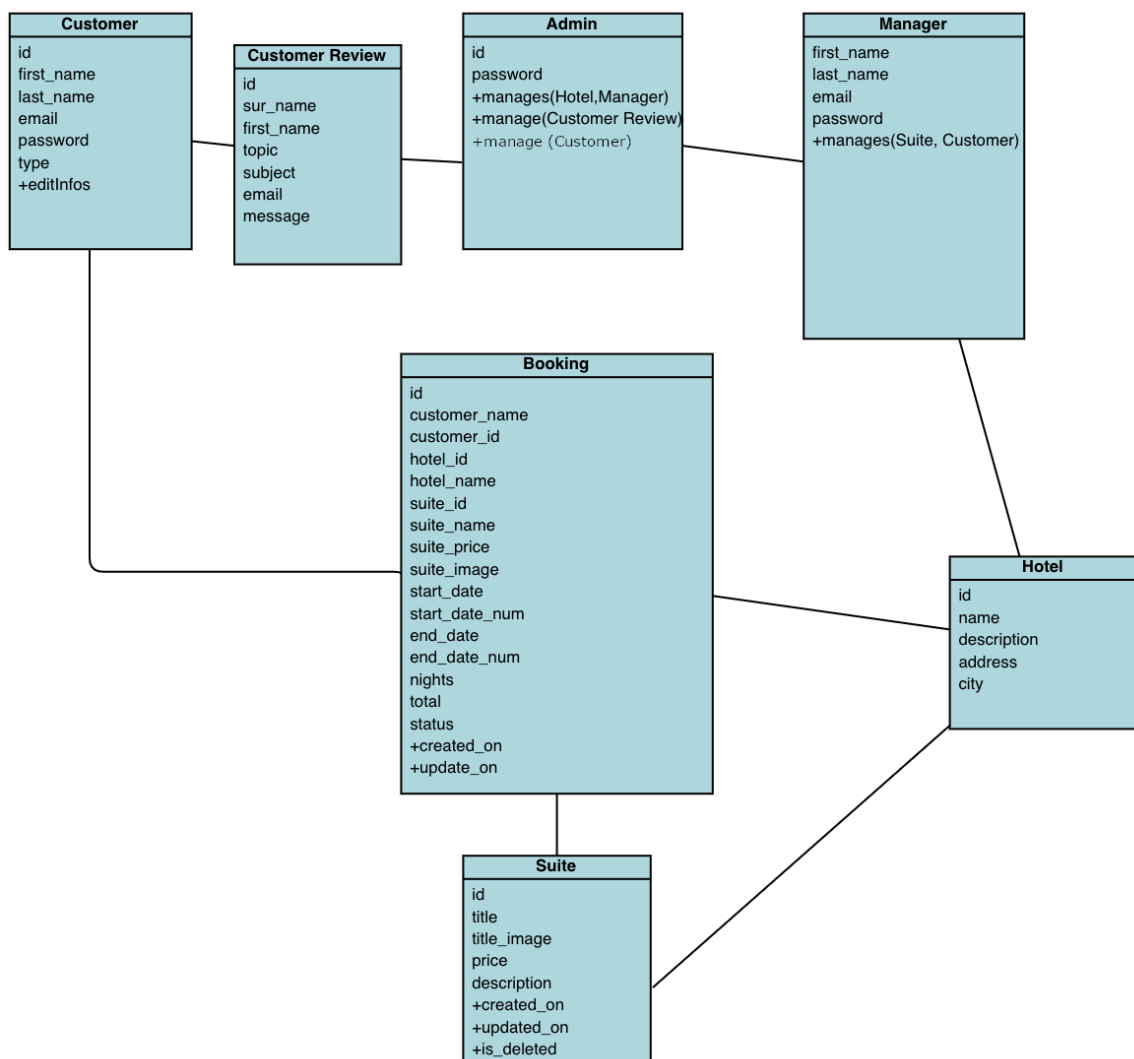 Customer
id
first_name
last_name
email
password
type
+editInfos
Customer Review
id
sur_name
first_name
topic
subject
email
message
Admin
id
password
+manages(Hotel,Manager)
+manage(Customer Review)
+manage (Customer)
Manager
first_name
last_name
email
password
+manages(Suite, Customer)
Booking
id
customer_name
customer_id
hotel_id
hotel_name
suite_id
suite_name
suite_price
suite_image
start_date
start_date_num
end_date
end_date_num
nights
total
status
+created_on
+update_on
Hotel
id
name
description
address
city
Suite
id
title
title_image
price
description
+created_on
+updated_on
+is_deleted